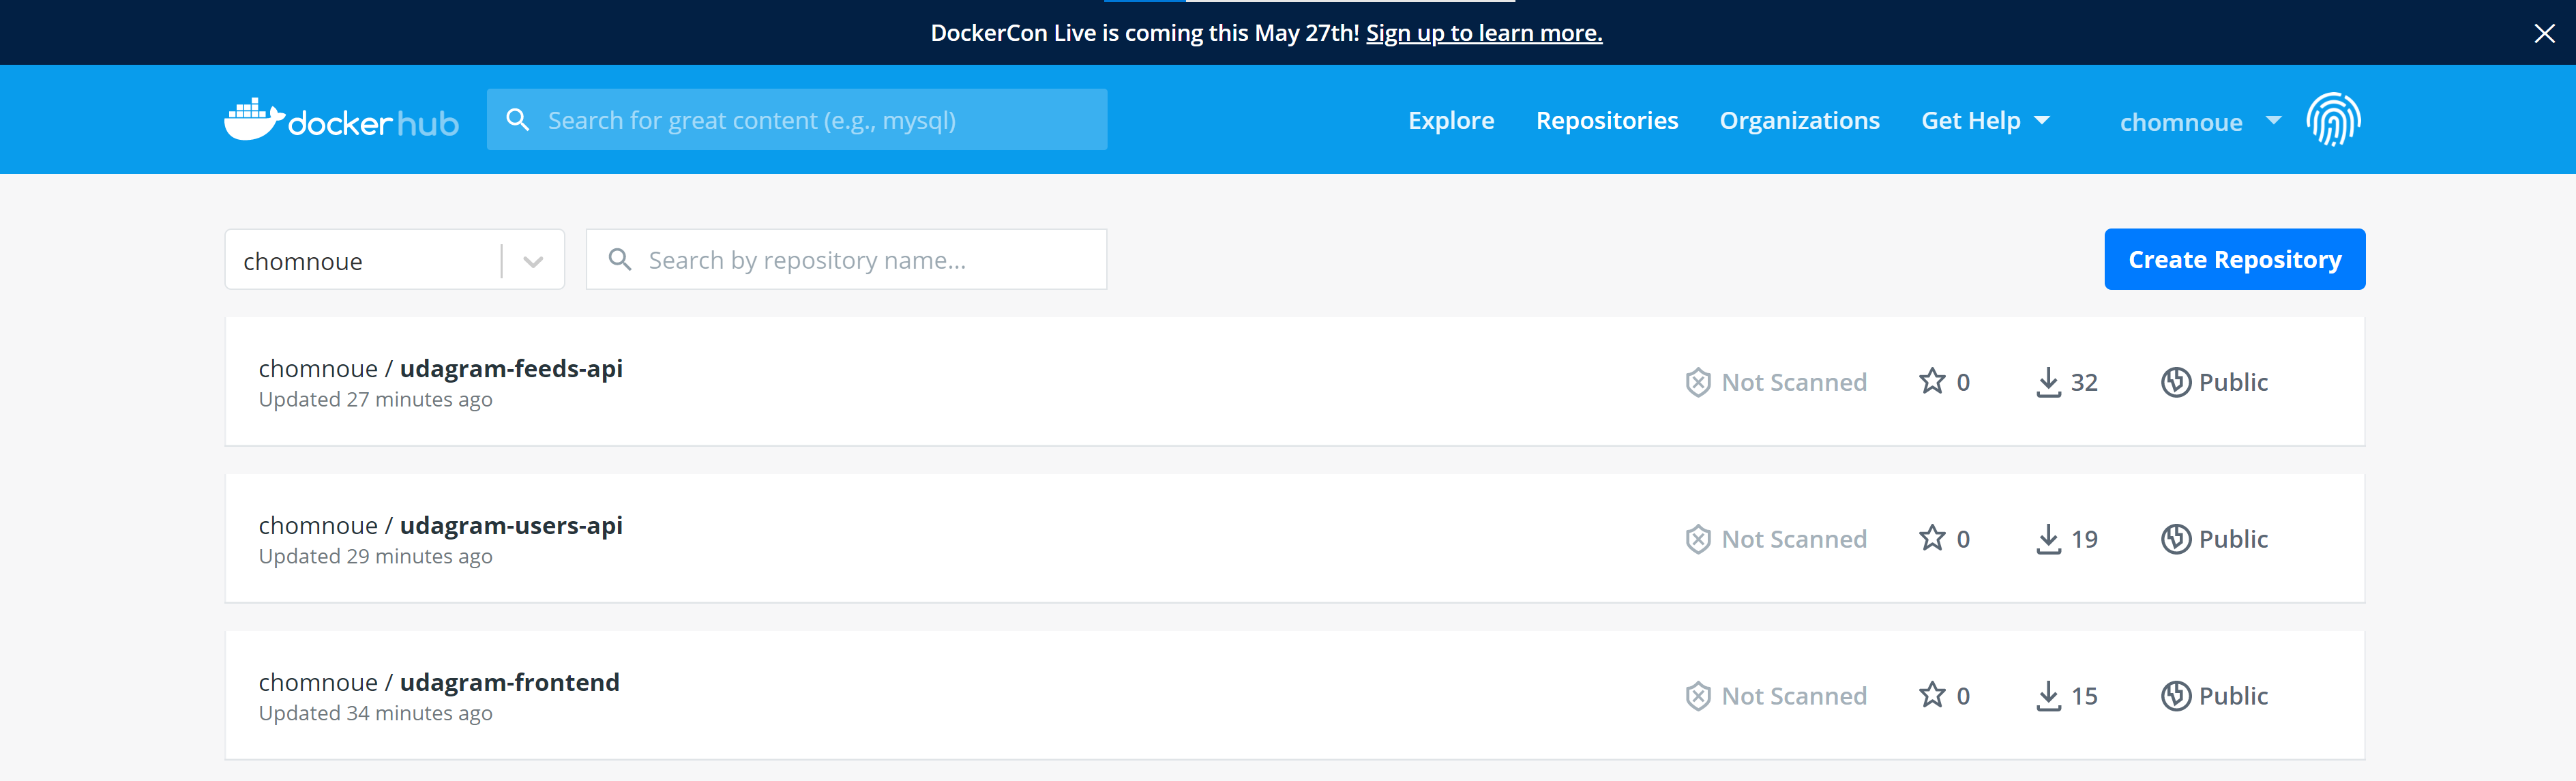 DockerCon Live is coming this May 27th! Sign up to learn more.
docker hub
Search for great content (e.g., mysql)
Explore
Repositories
Organizations
Get Help
chomnoue
chomnoue
Search by repository name...
Create Repository
chomnoue / udagram-feeds-api
Updated 27 minutes ago
Not Scanned
0
32
Public
chomnoue / udagram-users-api
Updated 29 minutes ago
Not Scanned
0
19
Public
chomnoue / udagram-frontend
Updated 34 minutes ago
Not Scanned
0
15
Public